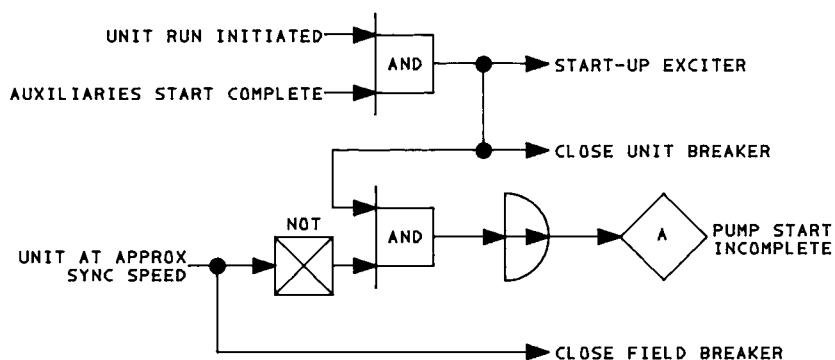 UNIT RUN INITIATED
AND
START-UP EXCITER
AUXILIARIES START COMPLETE
CLOSE UNIT BREAKER
NOT
AND
A
PUMP START
INCOMPLETE
UNIT AT APPROX
SYNC SPEED
CLOSE FIELD BREAKER